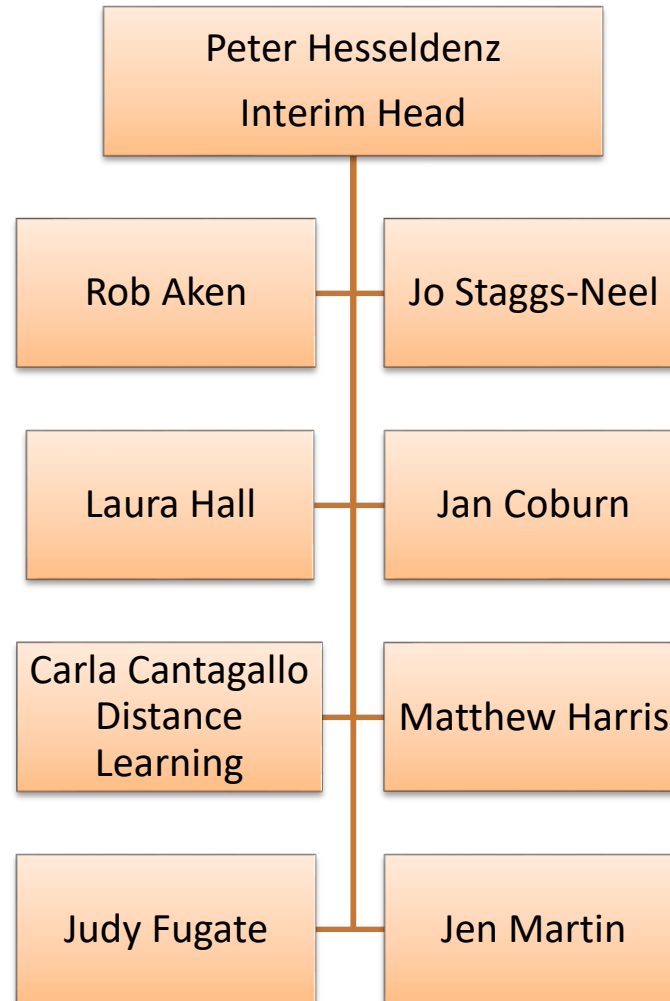 Peter Hesseldenz
Interim Head
Rob Aken
Jo Staggs-Neel
Laura Hall
Jan Coburn
Carla Cantagallo
Distance
Learning
Matthew Harris
Judy Fugate
Jen Martin